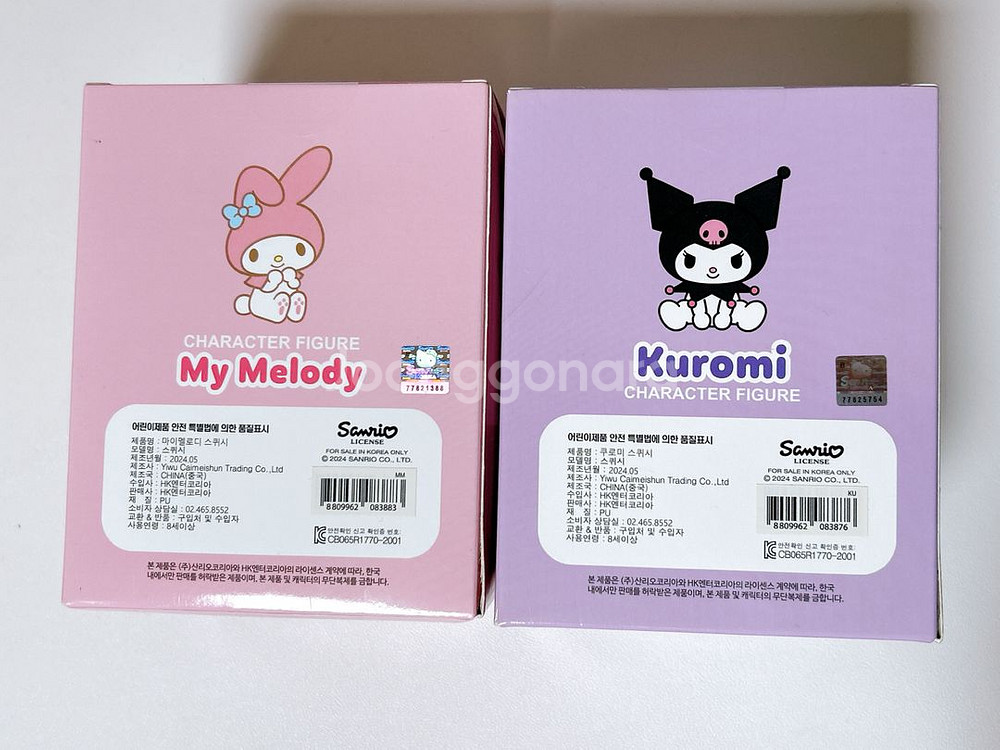 CHARACTER FIGURE
My Melody
77821388
어린이제품 안전 특별법에 의한 품질표시
제품명 : 마이멜로디 스퀴시
모델명 : 스퀴시
제조년월 : 2024.05
제조사 : Yiwu Caimeishun Trading Co.,Ltd
제조국 : CHINA(중국)
수입사 : HK엔터코리아
판매사 : HK엔터코리아
재 질 : PU
소비자 상담실 : 02.465.8552
교환 & 반품 : 구입처 및 수입자
사용연령 : 8세이상
Sanrio
LICENSE
FOR SALE IN KOREA ONLY
© 2024 SANRIO CO., LTD.
MM
8809962 083883
안전확인 신고 확인증 번호:
CB065R1770-2001
본 제품은 (주)산리오코리아와 HK엔터코리아의 라이센스 계약에 따라, 한국
내에서만 판매를 허락받은 제품이며, 본 제품 및 캐릭터의 무단복제를 금합니다.
Kuromi
CHARACTER FIGURE
77825754
어린이제품 안전 특별법에 의한 품질표시
제품명 : 쿠로미 스퀴시
모델명 : 스퀴시
제조년월 : 2024.05
제조사 : Yiwu Caimeishun Trading Co.,Ltd
제조국 : CHINA(중국)
수입사 : HK엔터코리아
판매사 : HK엔터코리아
재 질 : PU
소비자 상담실 : 02.465.8552
교환 & 반품 : 구입처 및 수입자
사용연령 : 8세이상
Sanrio
LICENSE
FOR SALE IN KOREA ONLY
© 2024 SANRIO CO., LTD.
KU
8809962 083876
안전확인 신고 확인증 번호:
CB065R1770-2001
본 제품은 (주)산리오코리아와 HK엔터코리아의 라이센스 계약에 따라, 한국
내에서만 판매를 허락받은 제품이며, 본 제품 및 캐릭터의 무단복제를 금합니다.